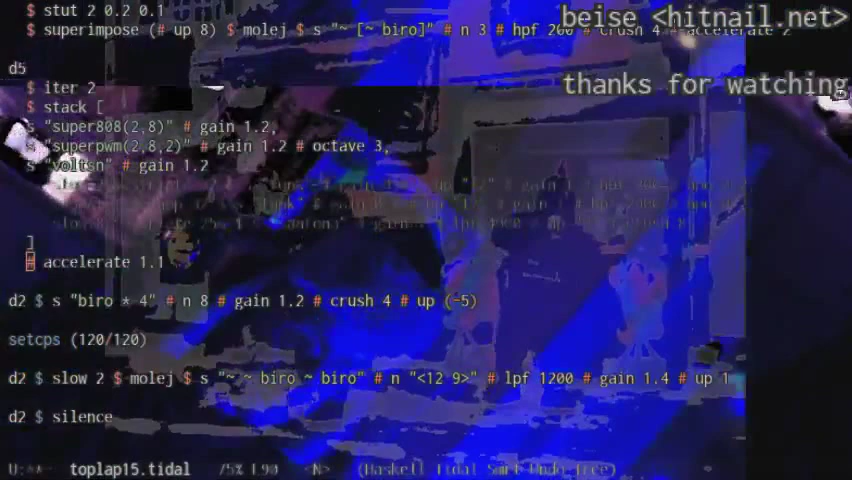 $ stut 2 0.2 0.1
beise <hitnail.net>
$ superimpose (# up 8) $ molej $ s "~ [~ biro]" # n 3 # hpf 200 # crush 4 # accelerate 2
thanks for watching
d5
$ iter 2
$ stack [
s "super808(2,8)" # gain 1.2,
s "superpwm(2,8,2)" # gain 1.2 # octave 3,
s "voltsn" # gain 1.2
]
# accelerate 1.1
d2 $ s "biro * 4" # n 8 # gain 1.2 # crush 4 # up (-5)
setcps (120/120)
d2 $ slow 2 $ molej $ s "~ ~ biro ~ biro" # n "<12 9>" # lpf 1200 # gain 1.4 # up 1
d2 $ silence
toplap15.tidal 75% L90 <N> (Haskell Tidal